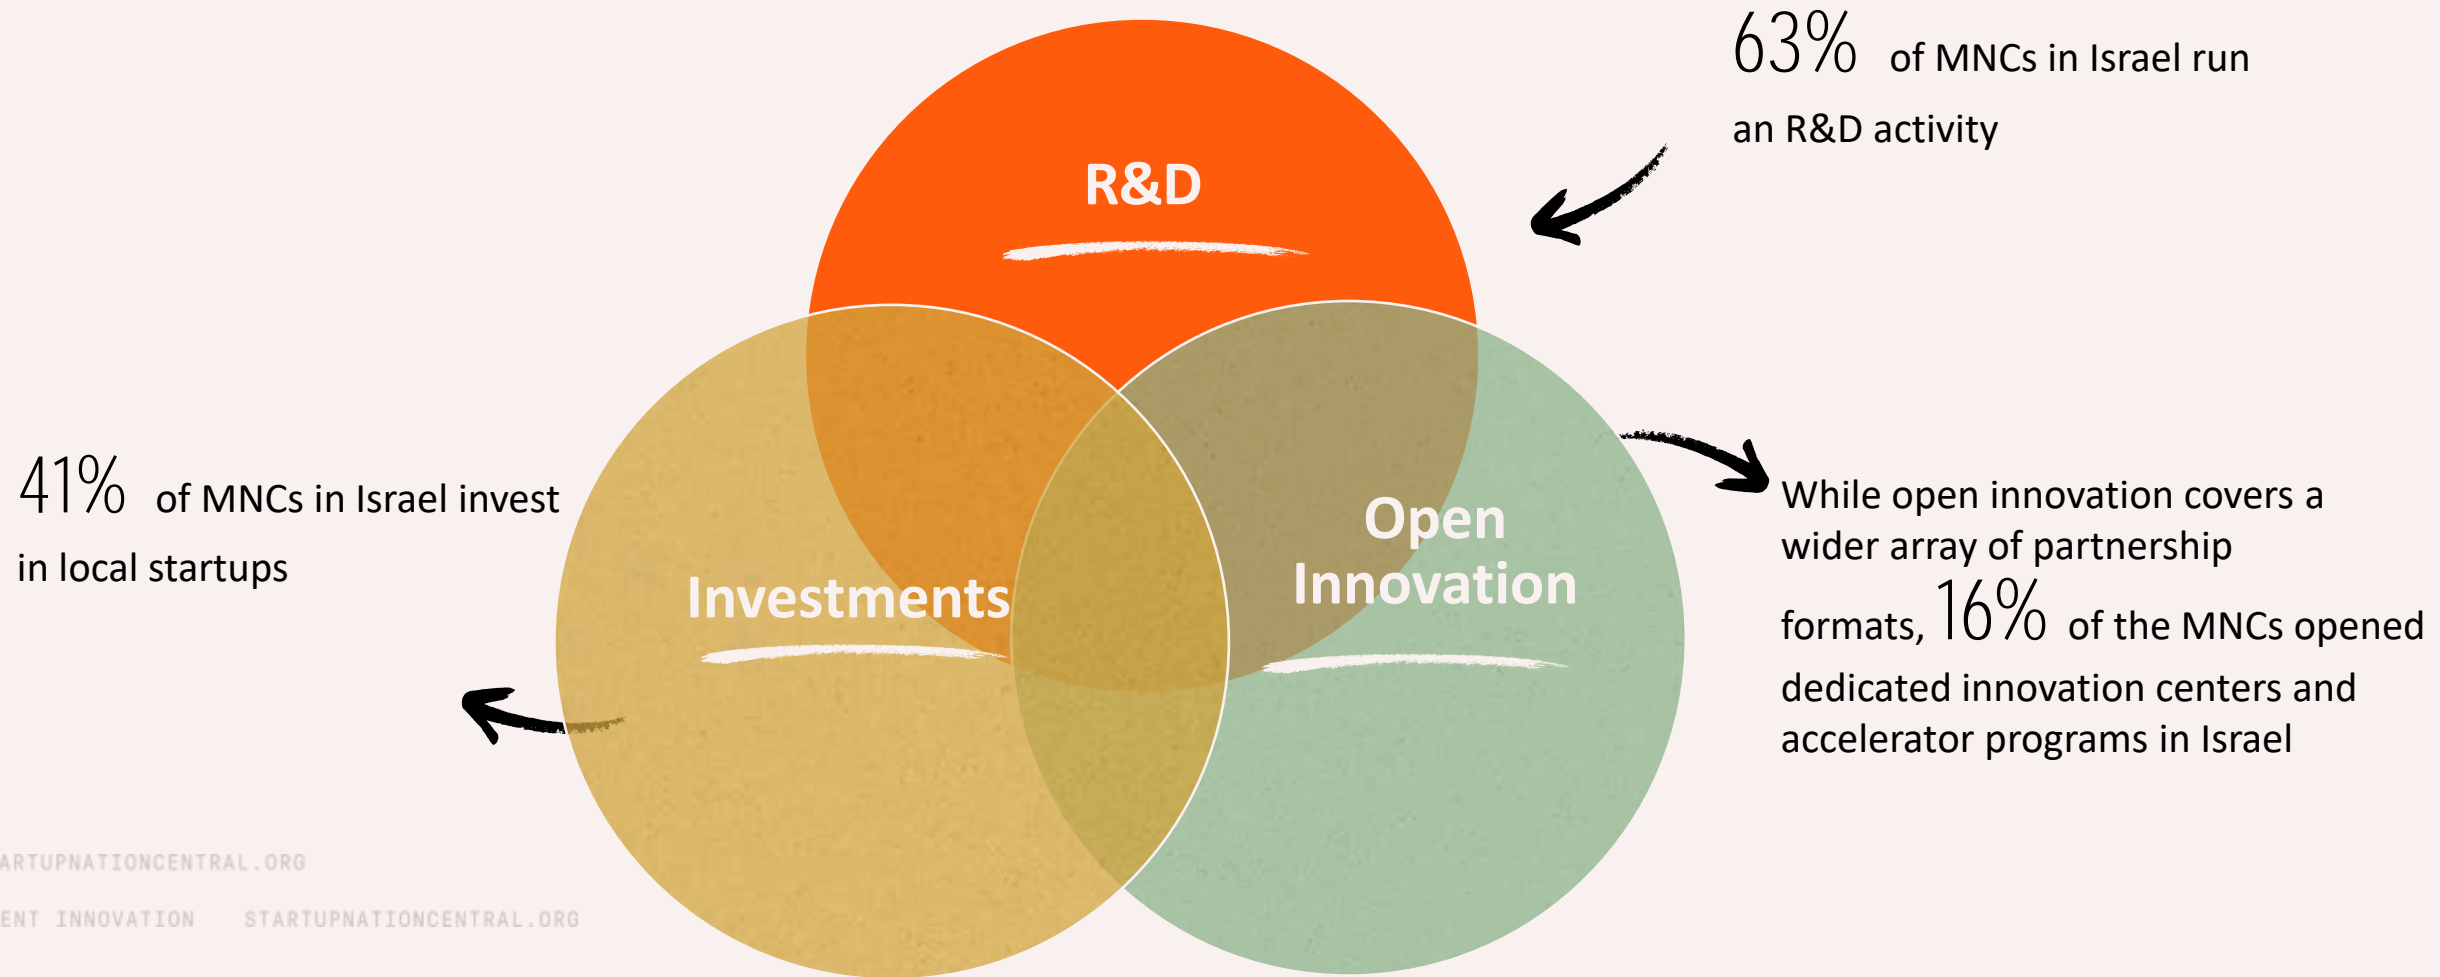 63% of MNCs in Israel run
an R&D activity
R&D
41% of MNCs in Israel invest
in local startups
Investments
Open
Innovation
While open innovation covers a
wider array of partnership
formats, 16% of the MNCs opened
dedicated innovation centers and
accelerator programs in Israel
ARTUPNATIONCENTRAL.ORG
ENT INNOVATION STARTUPNATIONCENTRAL.ORG